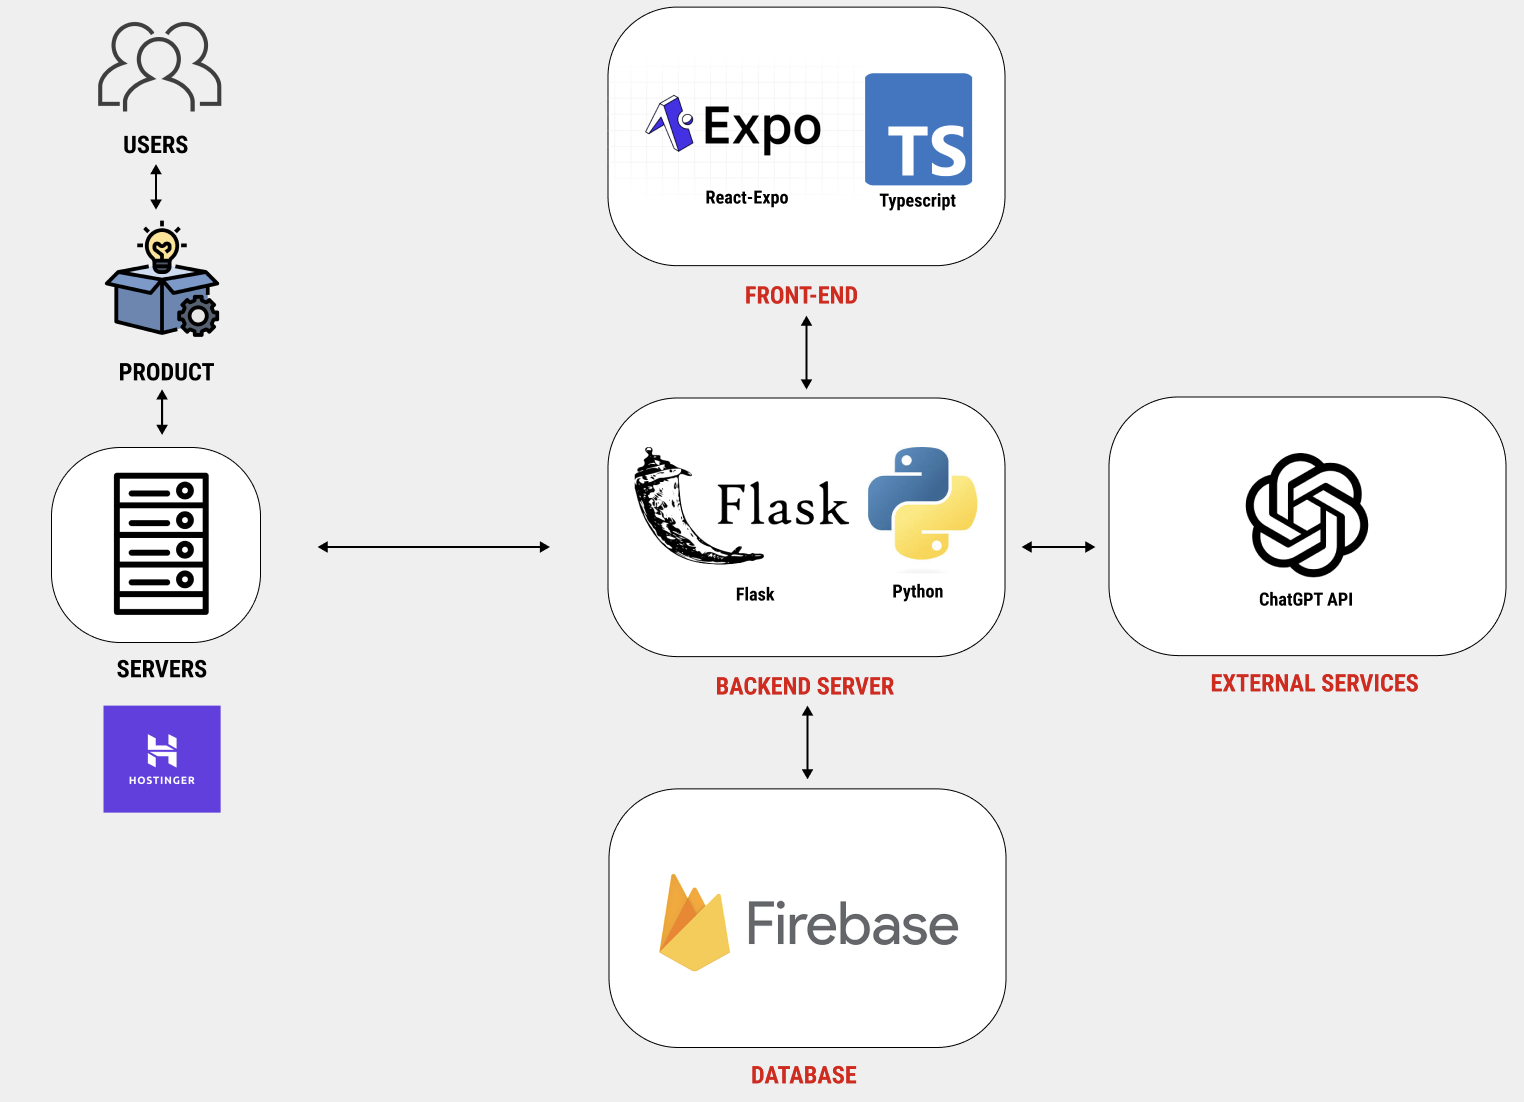 USERS
PRODUCT
SERVERS
HOSTINGER
Expo
React-Expo
TS
Typescript
FRONT-END
Flask
Flask
Python
BACKEND SERVER
ChatGPT API
EXTERNAL SERVICES
Firebase
DATABASE